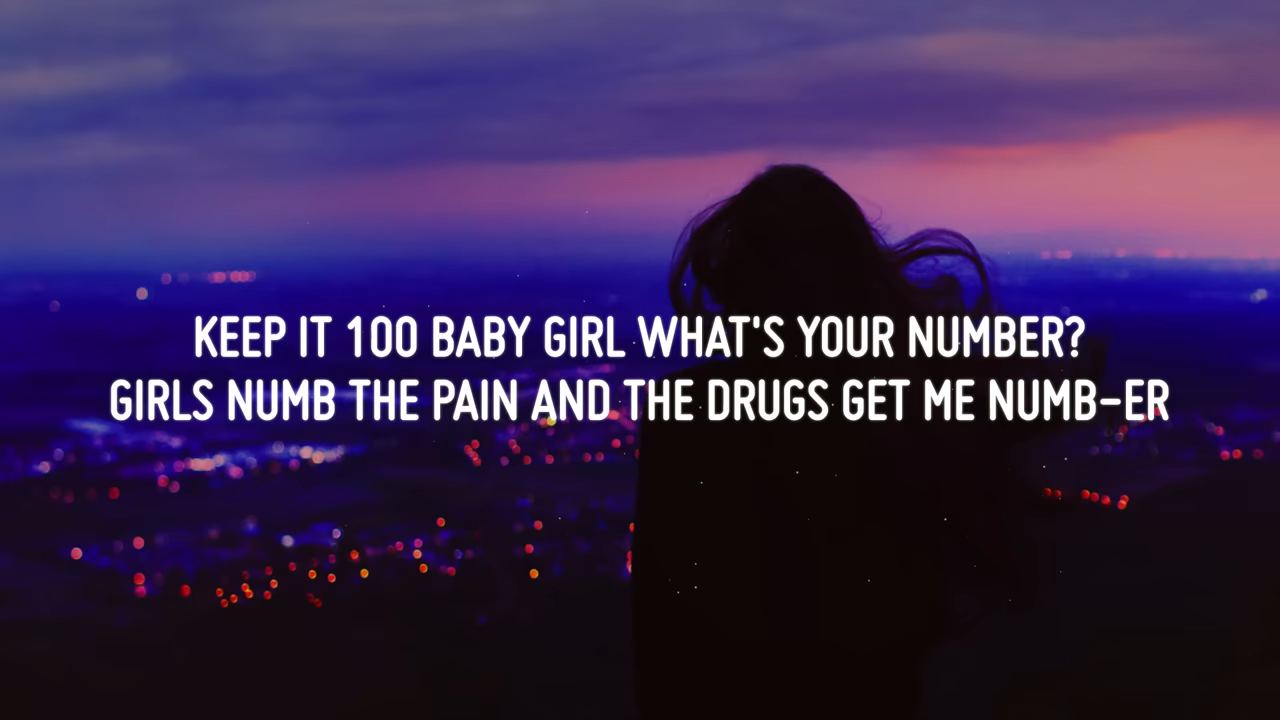 KEEP IT 100 BABY GIRL WHAT'S YOUR NUMBER?
GIRLS NUMB THE PAIN AND THE DRUGS GET ME NUMB-ER